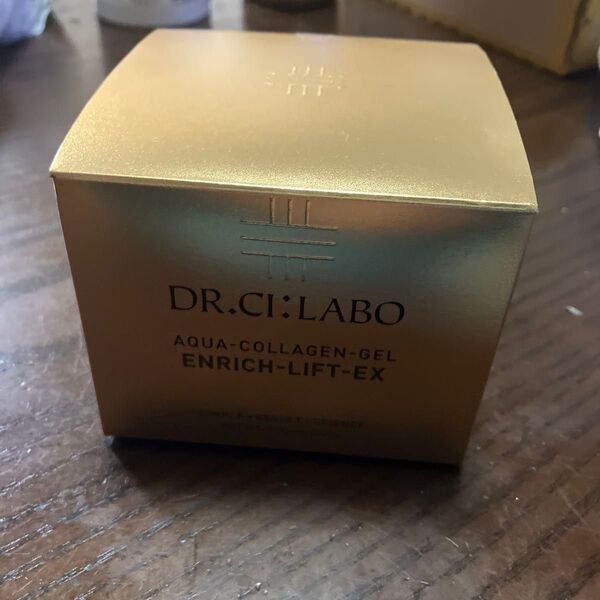 DR.CI:LABO
AQUA-COLLAGEN-GEL
ENRICH-LIFT-EX